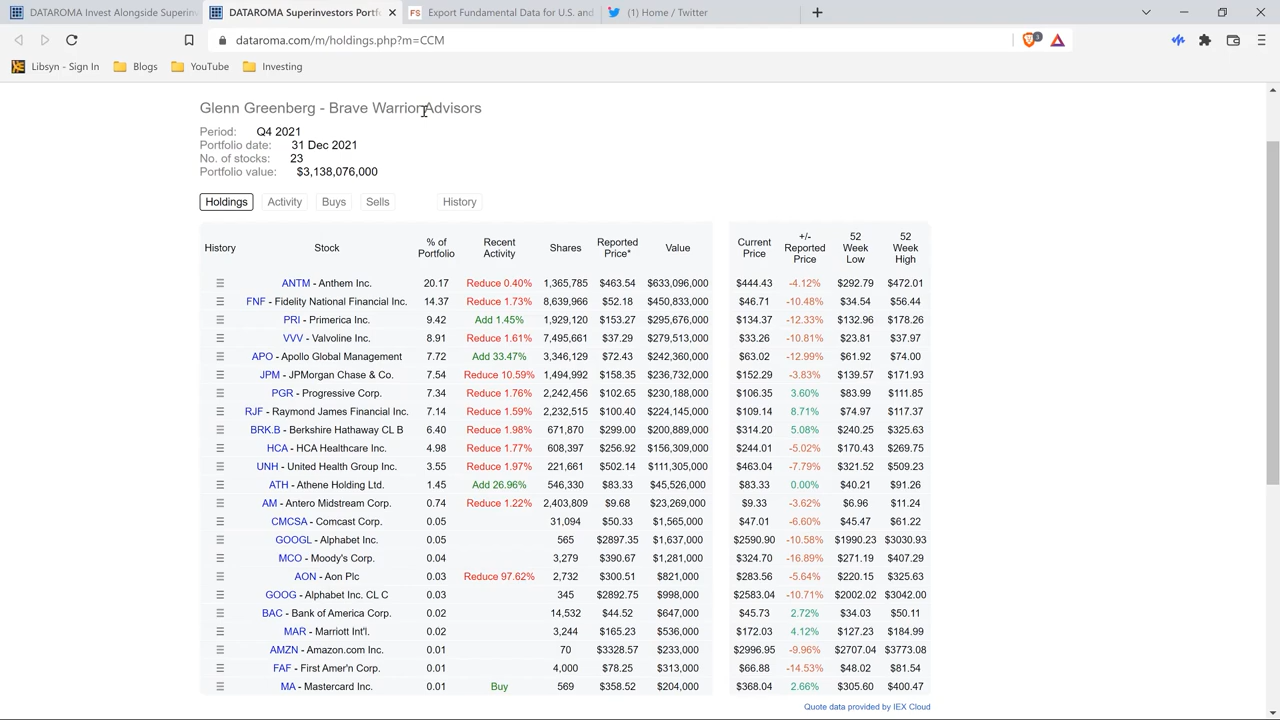 DATAROMA Invest Alongside Superin
DATAROMA Superinvestors Portf
Export Fundamental Data for U.S. and
(1) Home / Twitter
dataroma.com/m/holdings.php?m=CCM
Libsyn - Sign In Blogs YouTube Investing
Glenn Greenberg - Brave Warrior Advisors
Period: Q4 2021
Portfolio date: 31 Dec 2021
No. of stocks: 23
Portfolio value: $3,138,076,000
Holdings Activity Buys Sells History
History Stock % of Portfolio Recent Activity Shares Reported Price* Value Current Price +/- Reported Price 52 Week Low 52 Week High
ANTM - Anthem Inc. 20.17 Reduce 0.40% 1,365,785 $463.54 $633,096,000 $444.43 -4.12% $292.79 $472.01
FNF - Fidelity National Financial Inc. 14.37 Reduce 1.73% 8,639,966 $52.18 $450,833,000 $46.71 -10.48% $34.54 $56.44
PRI - Primerica Inc. 9.42 Add 1.45% 1,929,120 $153.27 $295,676,000 $134.37 -12.33% $132.96 $178.26
VVV - Valvoline Inc. 8.91 Reduce 1.61% 7,495,661 $37.29 $279,513,000 $33.26 -10.81% $23.81 $37.97
APO - Apollo Global Management 7.72 Add 33.47% 3,346,129 $72.43 $242,360,000 $63.02 -12.99% $61.92 $74.00
JPM - JPMorgan Chase & Co. 7.54 Reduce 10.59% 1,494,992 $158.35 $236,732,000 $152.29 -3.83% $139.57 $171.93
PGR - Progressive Corp. 7.34 Reduce 1.76% 2,242,456 $102.65 $230,188,000 $106.35 3.60% $83.99 $111.85
RJF - Raymond James Financial Inc. 7.14 Reduce 1.59% 2,232,515 $100.40 $224,145,000 $109.14 8.71% $74.97 $117.37
BRK.B - Berkshire Hathaway CL B 6.40 Reduce 1.98% 671,870 $299.00 $200,889,000 $314.20 5.08% $240.25 $325.63
HCA - HCA Healthcare Inc. 4.98 Reduce 1.77% 608,397 $256.92 $156,309,000 $244.01 -5.02% $170.43 $269.75
UNH - United Health Group Inc. 3.55 Reduce 1.97% 221,661 $502.14 $111,305,000 $463.04 -7.79% $321.52 $509.23
ATH - Athene Holding Ltd. 1.45 Add 26.96% 546,330 $83.33 $45,526,000 $83.33 0.00% $40.21 $91.26
AM - Antero Midstream Corp. 0.74 Reduce 1.22% 2,403,809 $9.68 $23,269,000 $9.33 -3.62% $6.96 $11.24
CMCSA - Comcast Corp. 0.05 31,094 $50.33 $1,565,000 $47.01 -6.60% $45.47 $61.22
GOOGL - Alphabet Inc. 0.05 565 $2897.35 $1,637,000 $2590.90 -10.58% $1990.23 $3030.93
MCO - Moody's Corp. 0.04 3,279 $390.67 $1,281,000 $324.70 -16.89% $271.19 $407.29
AON - Aon Plc 0.03 Reduce 97.62% 2,732 $300.51 $821,000 $283.56 -5.64% $220.15 $325.63
GOOG - Alphabet Inc. CL C 0.03 345 $2892.75 $998,000 $2583.04 -10.71% $2002.02 $3042.00
BAC - Bank of America Corp. 0.02 14,532 $44.52 $647,000 $45.73 2.72% $34.03 $50.11
MAR - Marriott Int'l. 0.02 3,244 $165.23 $536,000 $172.03 4.12% $127.23 $184.99
AMZN - Amazon.com Inc. 0.01 70 $3328.57 $233,000 $2996.95 -9.96% $2707.04 $3773.08
FAF - First Amer'n Corp. 0.01 4,000 $78.25 $313,000 $66.88 -14.53% $48.02 $81.54
MA - Mastercard Inc. 0.01 Buy 569 $358.52 $204,000 $368.04 2.66% $305.60 $400.47
Quote data provided by IEX Cloud